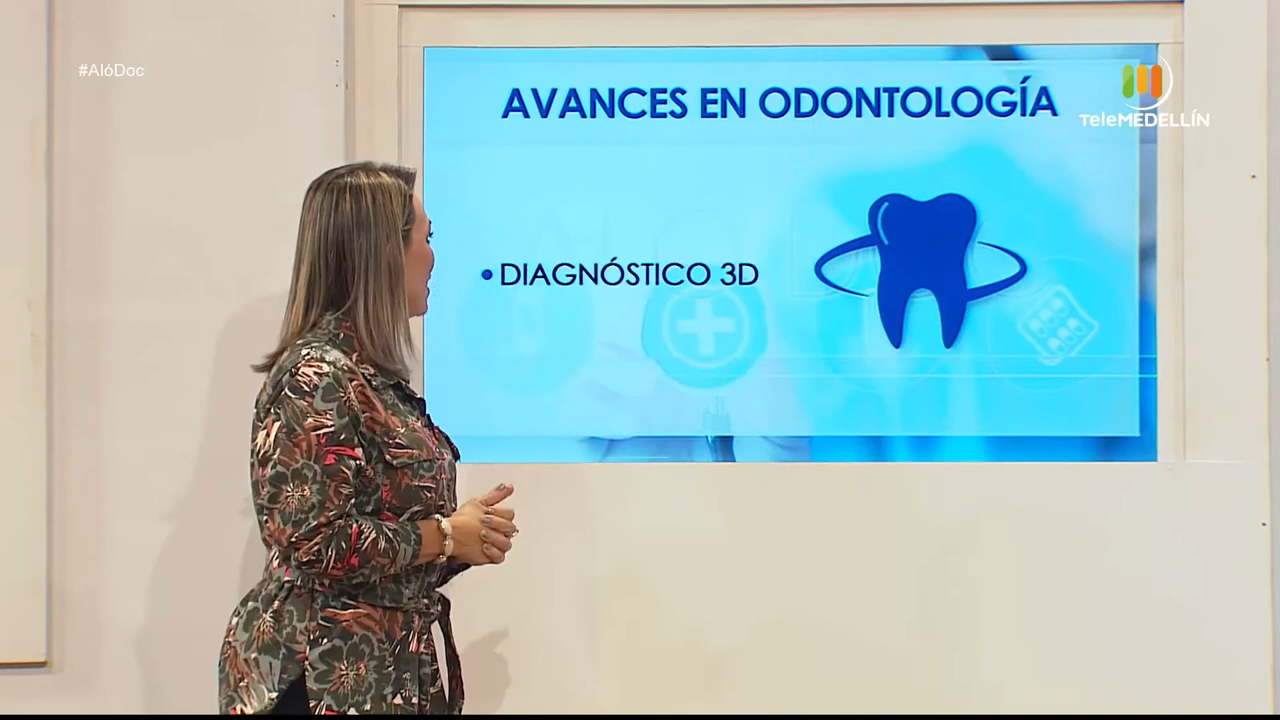 #AlóDoc
AVANCES EN ODONTOLOGÍA
TeleMEDELLÍN
• DIAGNÓSTICO 3D